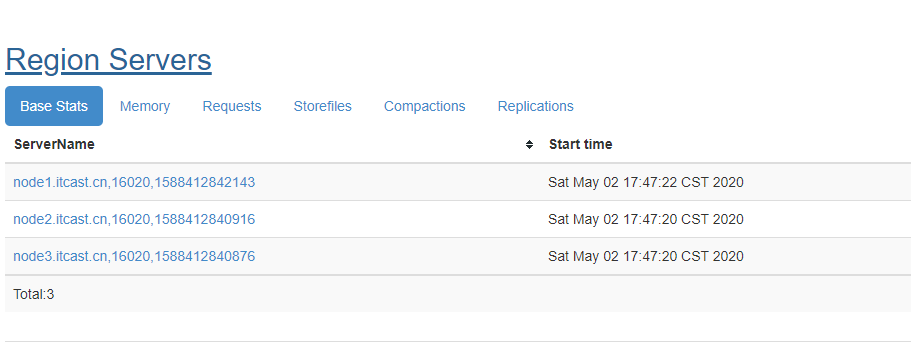 Region Servers
Base Stats Memory Requests Storefiles Compactions Replications
ServerName Start time
node1.itcast.cn,16020,1588412842143 Sat May 02 17:47:22 CST 2020
node2.itcast.cn,16020,1588412840916 Sat May 02 17:47:20 CST 2020
node3.itcast.cn,16020,1588412840876 Sat May 02 17:47:20 CST 2020
Total:3